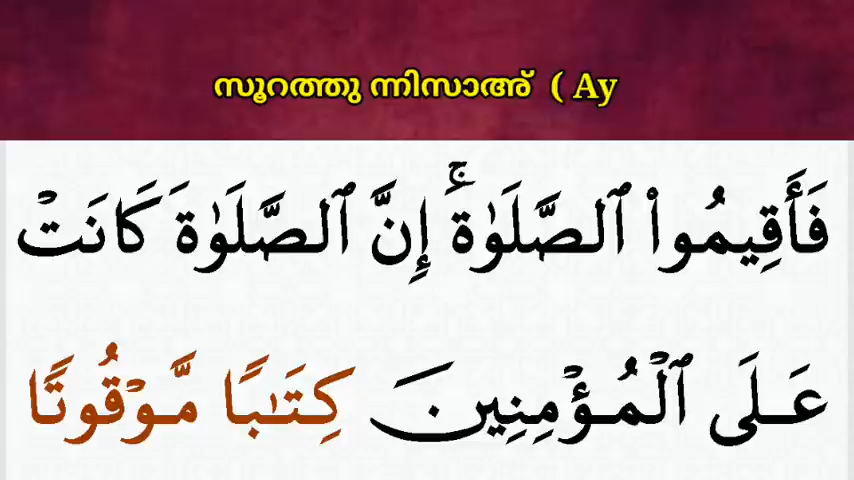 സൂറത്തു ന്നിസാഅ് ( Ay
فَأَقِيمُوا۟ ٱلصَّلَوٰةَ ۚ إِنَّ ٱلصَّلَوٰةَ كَانَتْ
عَلَى ٱلْمُؤْمِنِينَ كِتَـٰبًا مَّوْقُوتًا